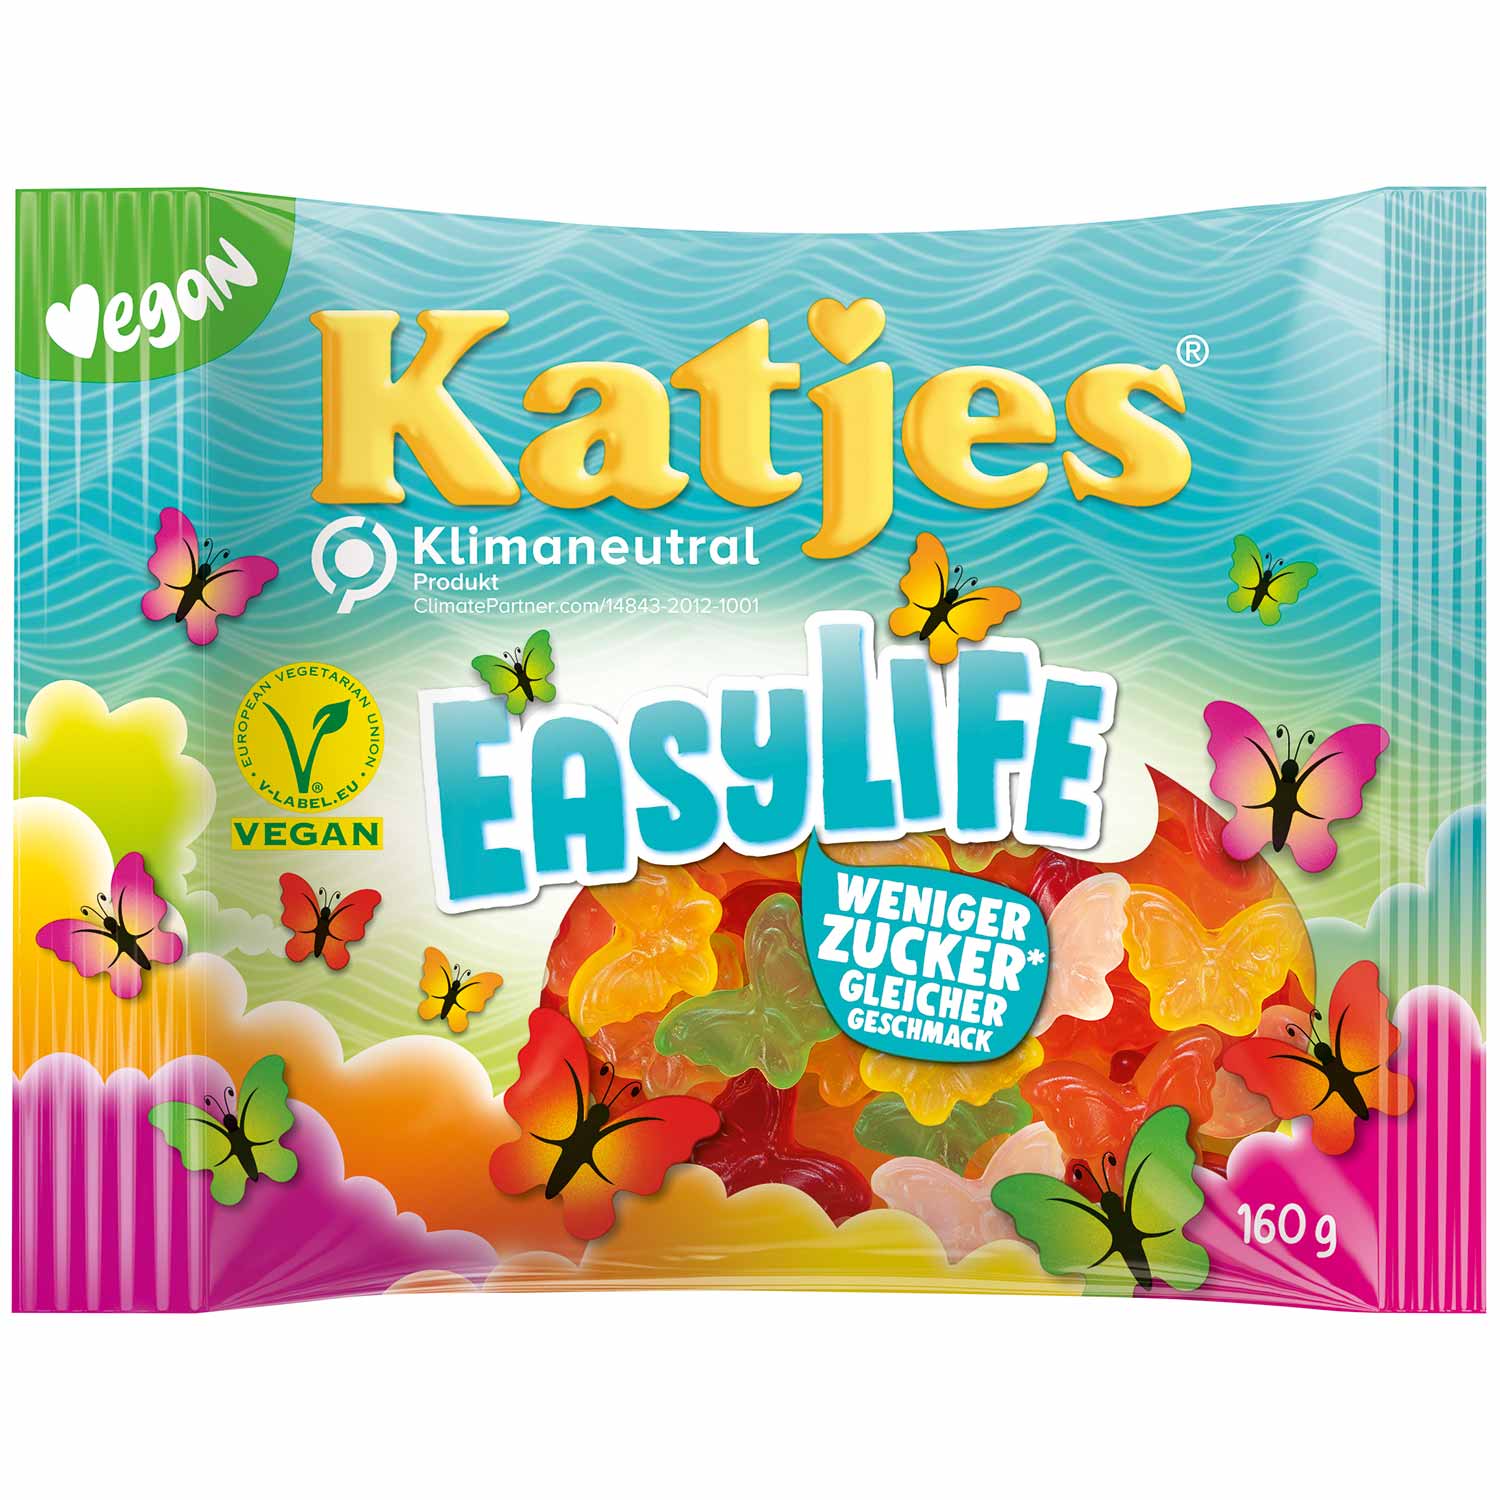 Vegan
Katjes®
Klimaneutral
Produkt
ClimatePartner.com/14843-2012-1001
EASYLIFE
EUROPEAN VEGETARIAN UNION
V-LABEL.EU
®
VEGAN
WENIGER
ZUCKER*
GLEICHER
GESCHMACK
160 g